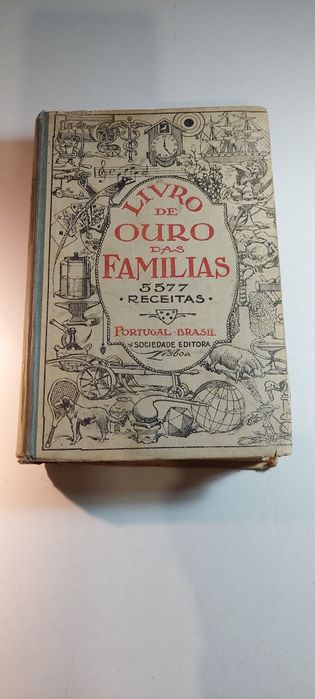 LIVRO
DE
OURO
DAS
FAMILIAS
5577
• RECEITAS •
PORTUGAL-BRASIL
SOCIEDADE EDITORA
Lisboa